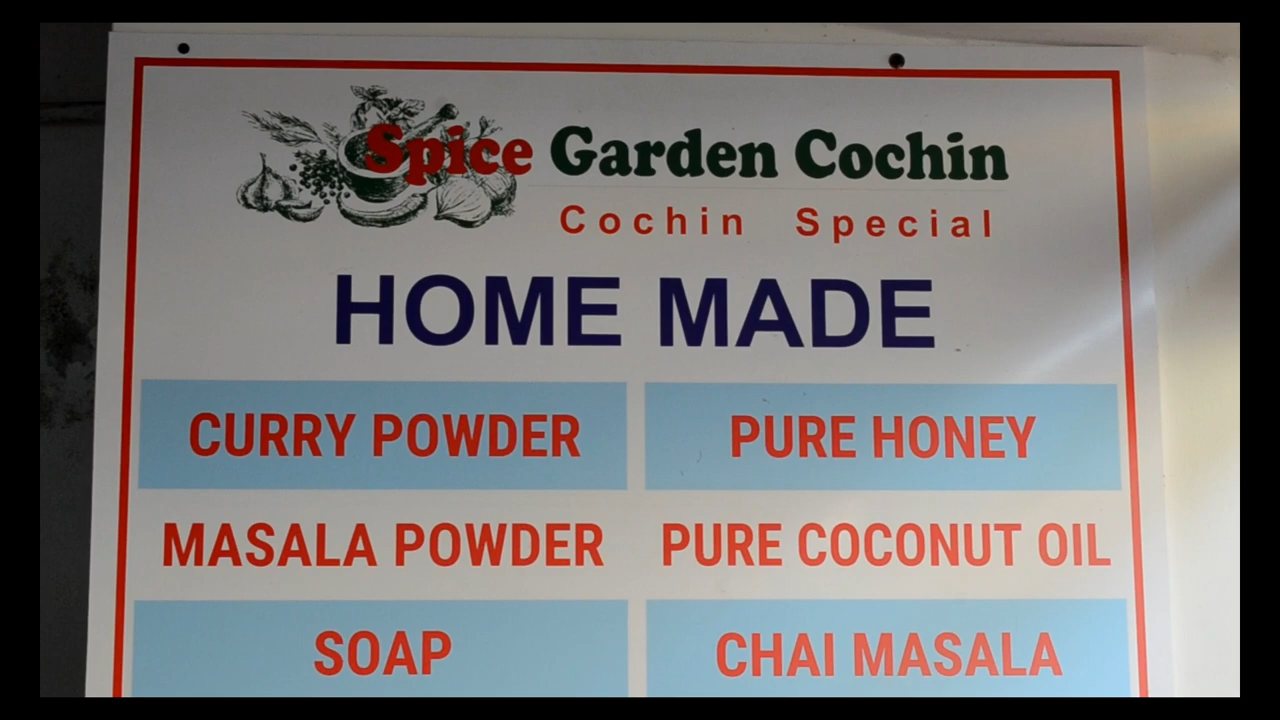 Spice Garden Cochin
Cochin Special
HOME MADE
CURRY POWDER
PURE HONEY
MASALA POWDER
PURE COCONUT OIL
SOAP
CHAI MASALA